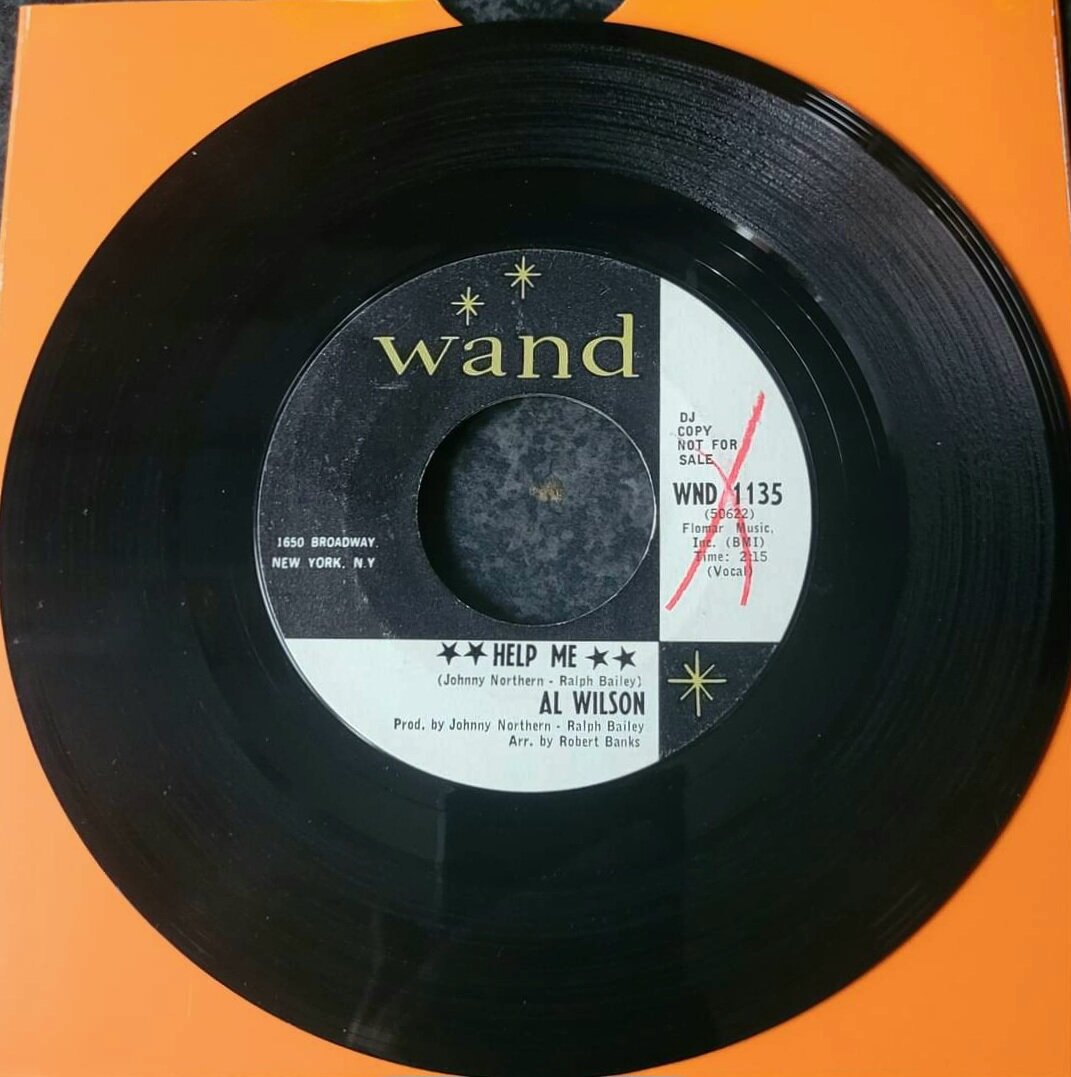 wand
DJ
COPY
NOT FOR
SALE
WND 1135
(50622)
Flomar Music,
Inc. (BMI)
Time: 2:15
(Vocal)
1650 BROADWAY,
NEW YORK, N.Y
★★ HELP ME ★★
(Johnny Northern - Ralph Bailey)
AL WILSON
Prod. by Johnny Northern - Ralph Bailey
Arr. by Robert Banks